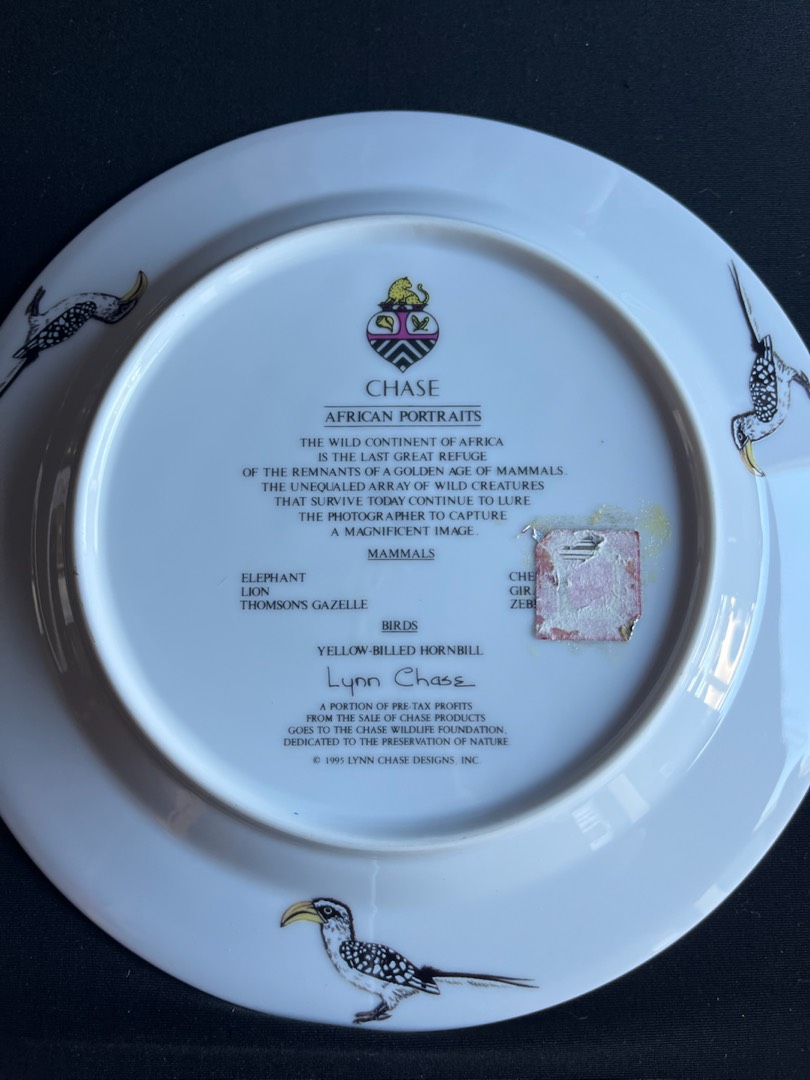 CHASE
AFRICAN PORTRAITS
THE WILD CONTINENT OF AFRICA
IS THE LAST GREAT REFUGE
OF THE REMNANTS OF A GOLDEN AGE OF MAMMALS.
THE UNEQUALED ARRAY OF WILD CREATURES
THAT SURVIVE TODAY CONTINUE TO LURE
THE PHOTOGRAPHER TO CAPTURE
A MAGNIFICENT IMAGE.
MAMMALS
ELEPHANT
LION
THOMSON'S GAZELLE
BIRDS
YELLOW-BILLED HORNBILL
Lynn Chase
A PORTION OF PRE-TAX PROFITS
FROM THE SALE OF CHASE PRODUCTS
GOES TO THE CHASE WILDLIFE FOUNDATION,
DEDICATED TO THE PRESERVATION OF NATURE
© 1995 LYNN CHASE DESIGNS, INC.